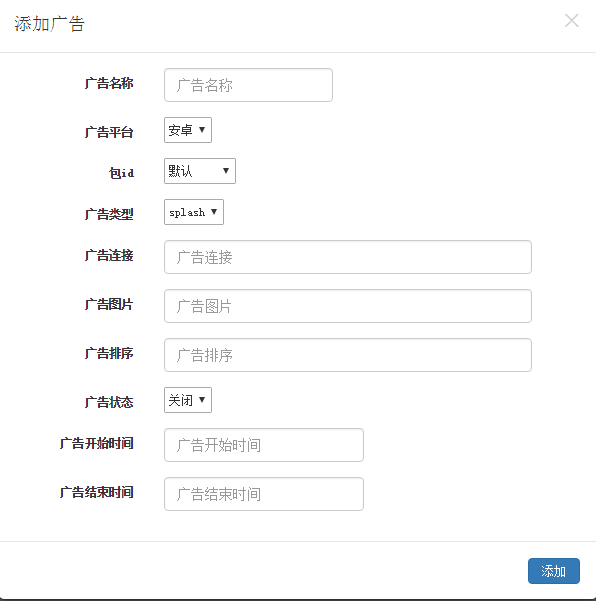 添加广告
广告名称 广告名称
广告平台 安卓
包id 默认
广告类型 splash
广告连接 广告连接
广告图片 广告图片
广告排序 广告排序
广告状态 关闭
广告开始时间 广告开始时间
广告结束时间 广告结束时间
添加